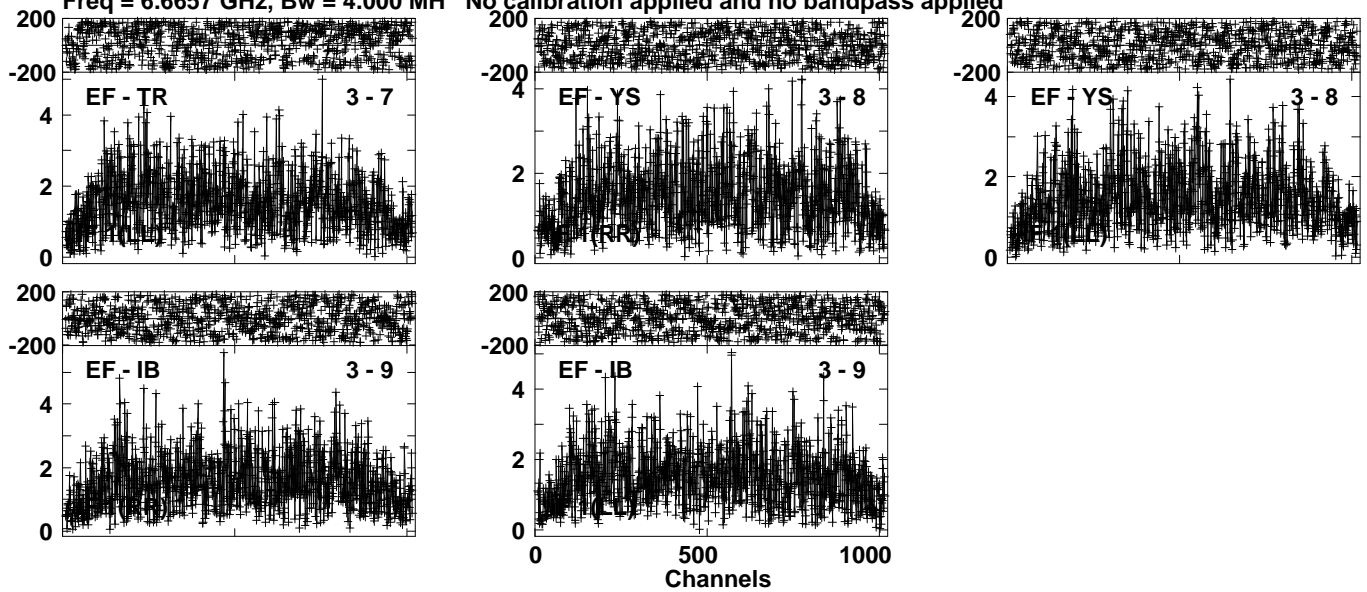 Freq = 6.6657 GHz, Bw = 4.000 MH No calibration applied and no bandpass applied
200
-200
EF - TR 3 - 7
4
2
0
200
-200
EF - YS 3 - 8
4
2
0
(RR)
200
-200
EF - YS 3 - 8
4
2
0
200
-200
EF - IB 3 - 9
4
2
0
(RR)
200
-200
EF - IB 3 - 9
4
2
0
(LL)
0 500 1000
Channels